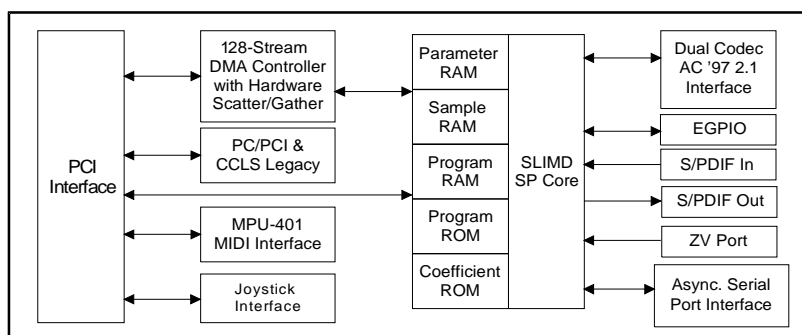 PCI
Interface
128-Stream
DMA Controller
with Hardware
Scatter/Gather
PC/PCI &
CCLS Legacy
MPU-401
MIDI Interface
Joystick
Interface
Parameter
RAM
Sample
RAM
Program
RAM
Program
ROM
Coefficient
ROM
SLIMD
SP Core
Dual Codec
AC '97 2.1
Interface
EGPIO
S/PDIF In
S/PDIF Out
ZV Port
Async. Serial
Port Interface